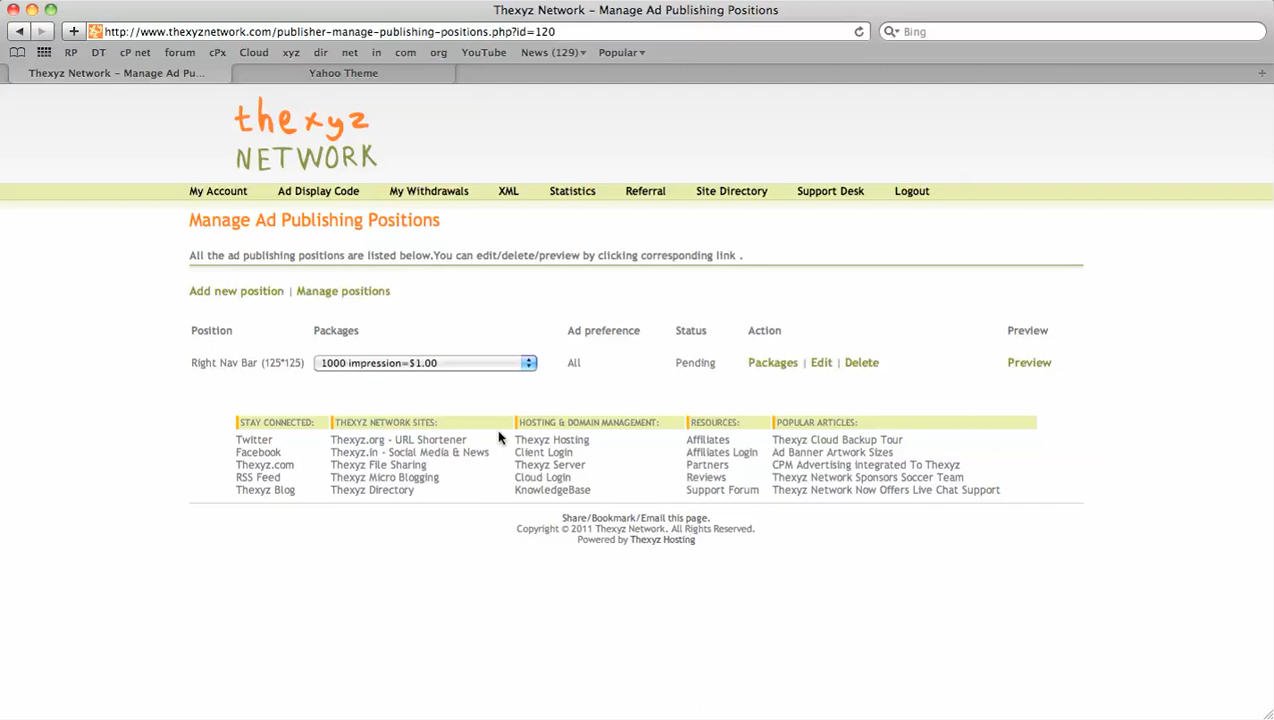 Thexyz Network – Manage Ad Publishing Positions
http://www.thexyznetwork.com/publisher-manage-publishing-positions.php?id=120
Bing
RP DT cP net forum cPx Cloud xyz dir net in com org YouTube News (129) Popular
Thexyz Network – Manage Ad Pu...
Yahoo Theme
thexyz
NETWORK
My Account Ad Display Code My Withdrawals XML Statistics Referral Site Directory Support Desk Logout
Manage Ad Publishing Positions
All the ad publishing positions are listed below.You can edit/delete/preview by clicking corresponding link .
Add new position | Manage positions
Position Packages Ad preference Status Action Preview
Right Nav Bar (125*125) 1000 impression=$1.00 All Pending Packages | Edit | Delete Preview
STAY CONNECTED: THEXYZ NETWORK SITES: HOSTING & DOMAIN MANAGEMENT: RESOURCES: POPULAR ARTICLES:
Twitter Thexyz.org - URL Shortener Thexyz Hosting Affiliates Thexyz Cloud Backup Tour
Facebook Thexyz.in - Social Media & News Client Login Affiliates Login Ad Banner Artwork Sizes
Thexyz.com Thexyz File Sharing Thexyz Server Partners CPM Advertising integrated To Thexyz
RSS Feed Thexyz Micro Blogging Cloud Login Reviews Thexyz Network Sponsors Soccer Team
Thexyz Blog Thexyz Directory KnowledgeBase Support Forum Thexyz Network Now Offers Live Chat Support
Share/Bookmark/Email this page.
Copyright © 2011 Thexyz Network. All Rights Reserved.
Powered by Thexyz Hosting